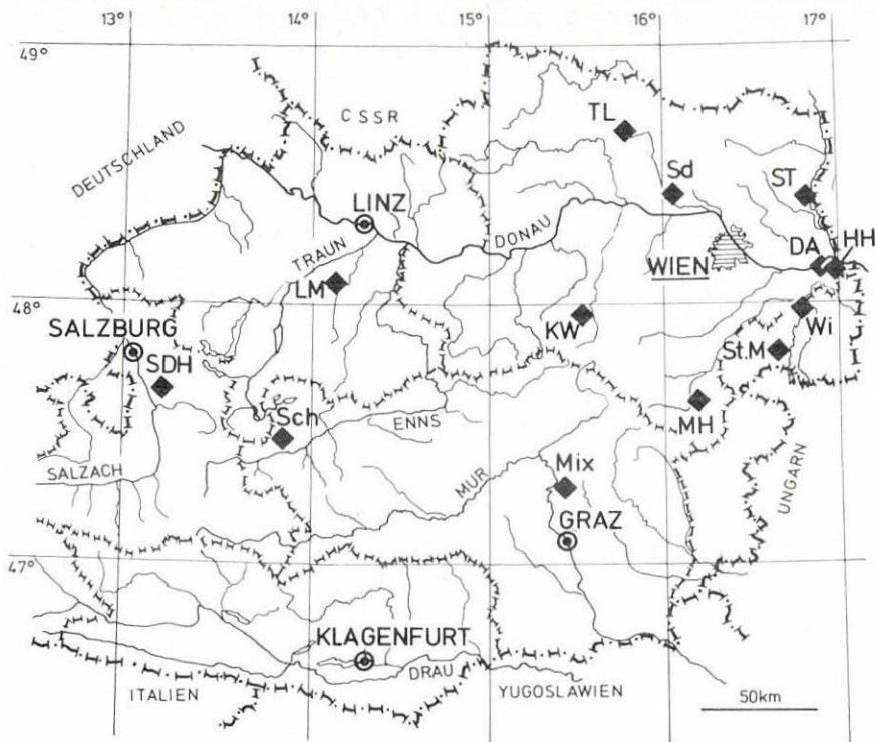 13° 14° 15° 16° 17°
49°
CSSR
TL
DEUTSCHLAND
Sd
ST
LINZ
DONAU
TRAUN
DA
HH
WIEN
LM
48°
SALZBURG
KW
Wi
SDH
St.M
MH
Sch
ENNS
SALZACH
MUR
Mix
UNGARN
GRAZ
47°
KLAGENFURT
DRAU
ITALIEN
YUGOSLAWIEN
50km